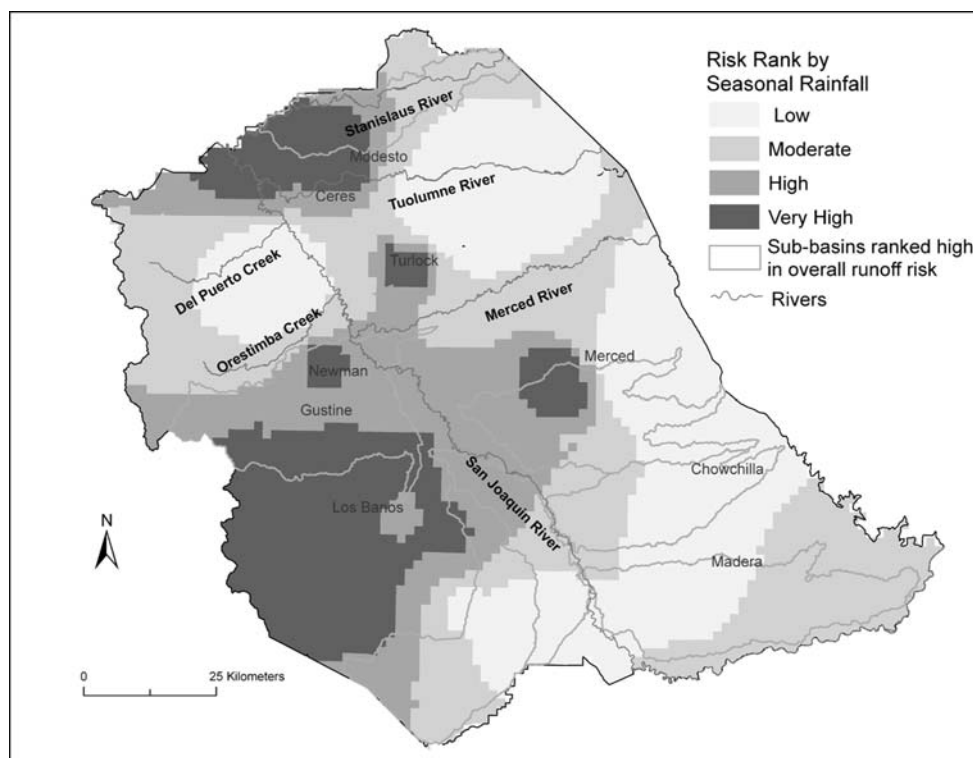 Risk Rank by
Seasonal Rainfall
Low
Moderate
High
Very High
Sub-basins ranked high
in overall runoff risk
Rivers
Stanislaus River
Modesto
Ceres
Tuolumne River
Turlock
Del Puerto Creek
Merced River
Orestimba Creek
Newman
Merced
Gustine
San Joaquin River
Chowchilla
Los Banos
Madera
N
0 25 Kilometers